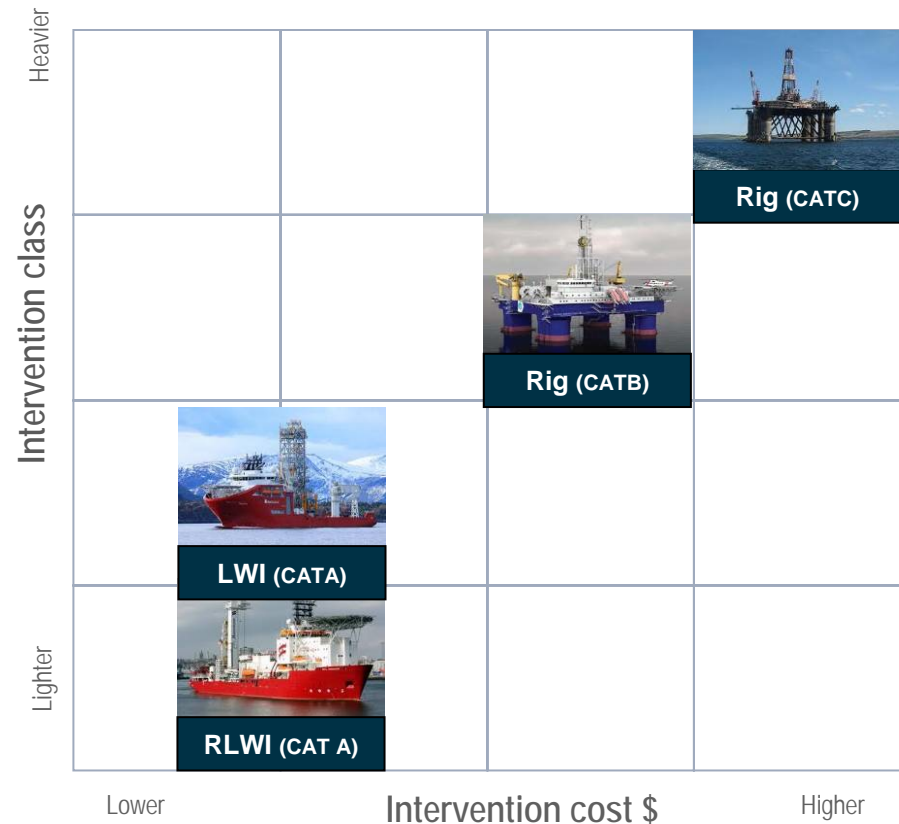 Heavier
Rig (CATC)
Intervention class
Rig (CATB)
LWI (CATA)
Lighter
RLWI (CAT A)
Lower
Intervention cost $
Higher